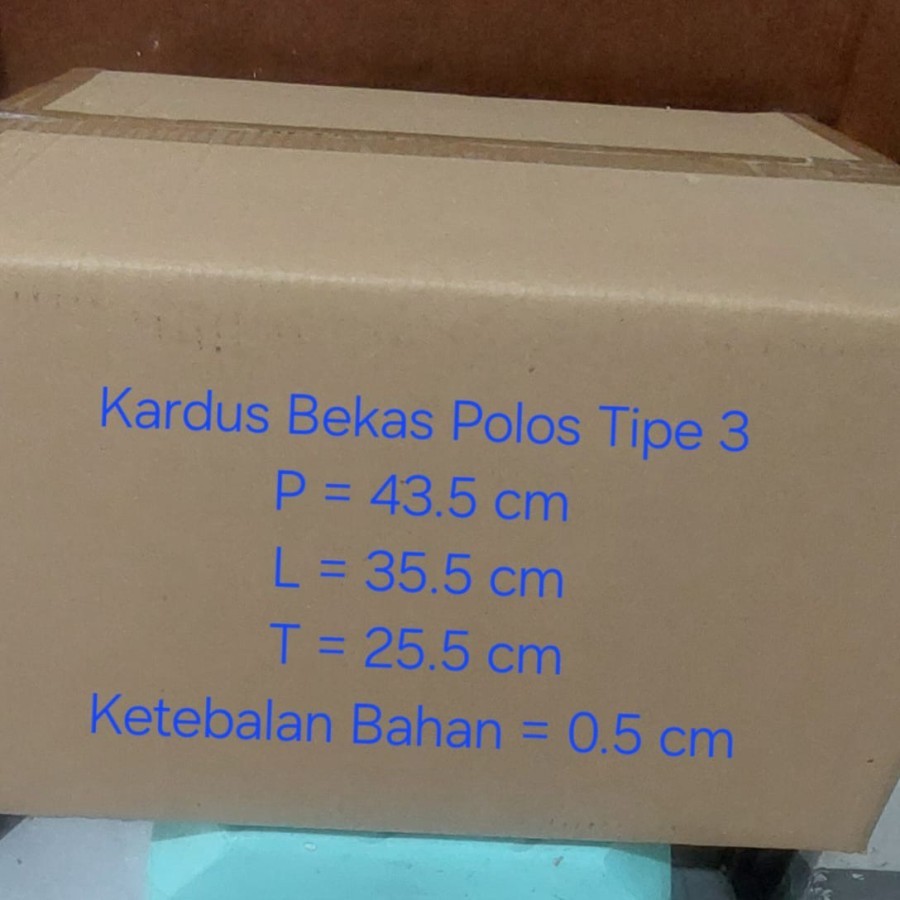 Kardus Bekas Polos Tipe 3
P = 43.5 cm
L = 35.5 cm
T = 25.5 cm
Ketebalan Bahan = 0.5 cm